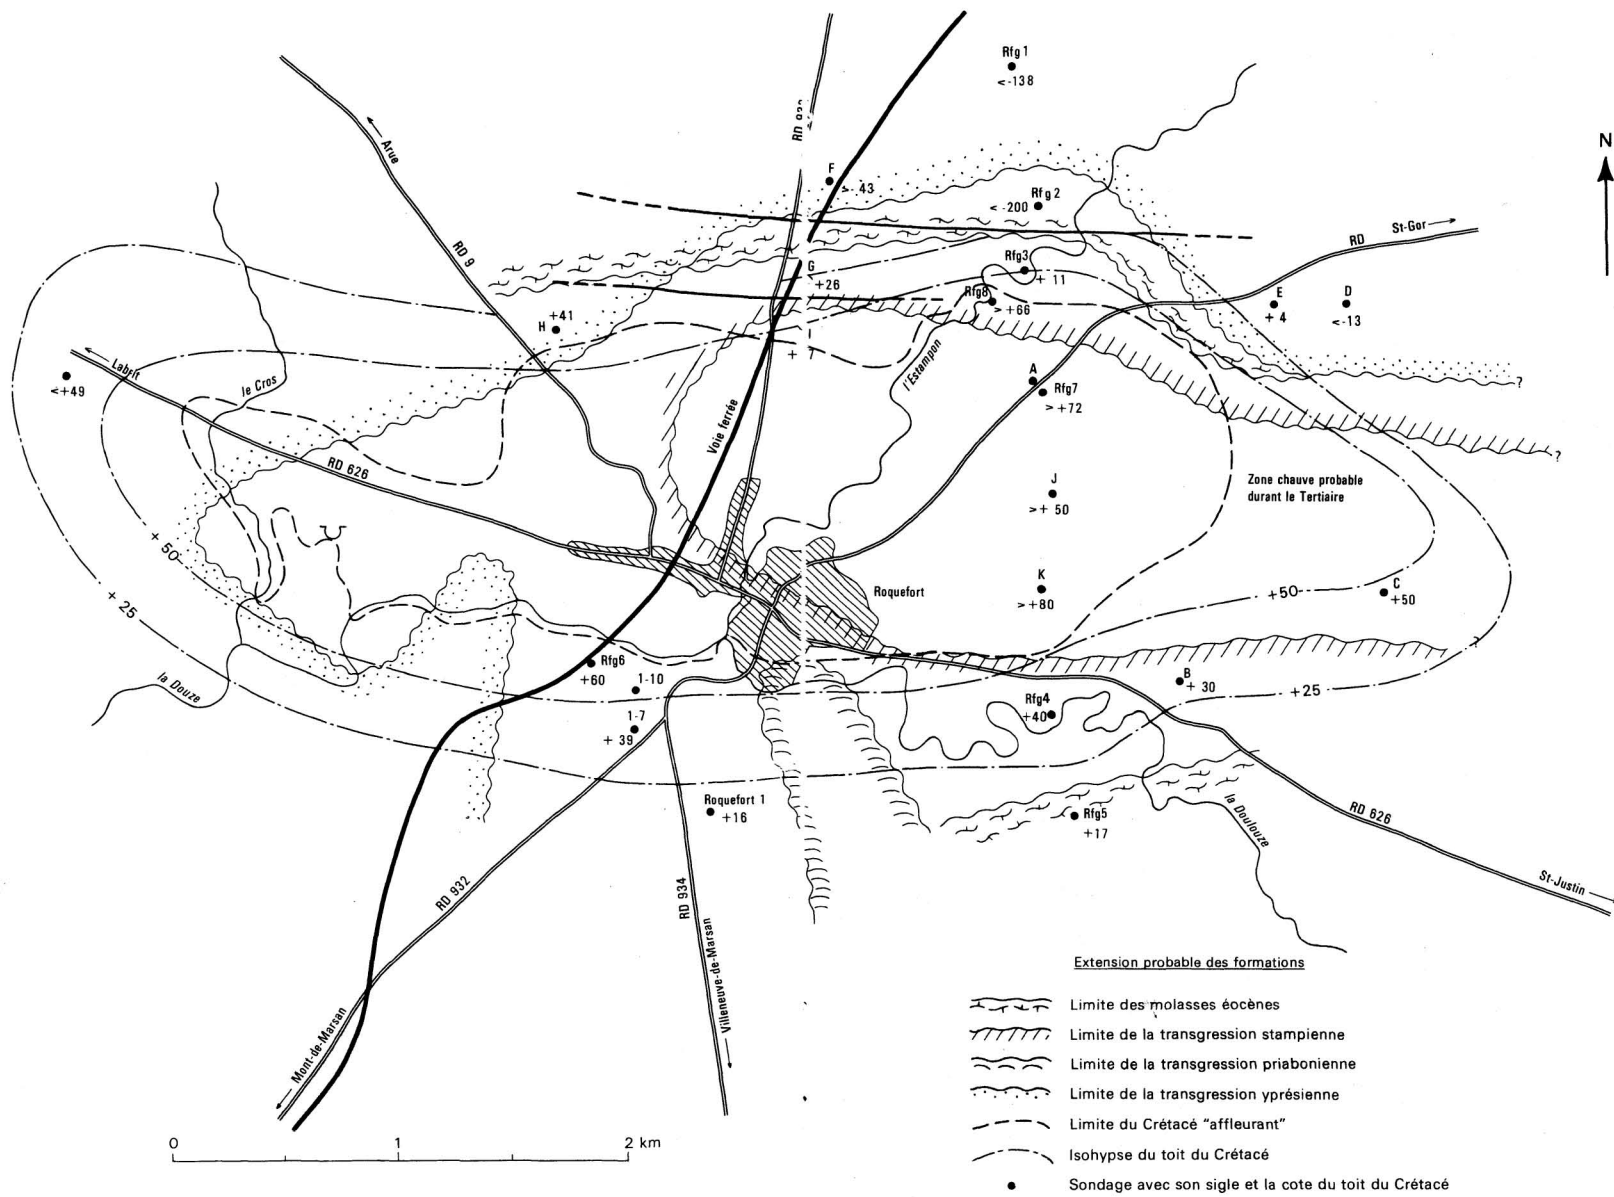 Rfg 1
<-138
N
Arue
F
>- 43
Rfg 2
<-200
St-Gor
RD
RD 9
Rfg3
+ 11
G
+26
Rfg8
> +66
E
+ 4
D
<-13
+41
H
+ 7
l'Estampon
Labrit
<+49
le Cros
A
Rfg7
> +72
Voie ferrée
RD 626
J
>+ 50
Zone chauve probable
durant le Tertiaire
+ 50
+ 25
K
>+80
Roquefort
+50
C
+50
?
?
?
Rfg6
+60
1-10
1-7
+ 39
B
+ 30
+25
Rfg4
+40
la Douze
Roquefort 1
+16
Rfg5
+17
la Doulouze
RD 626
St-Justin
RD 932
RD 934
Villeneuve-de-Marsan
Mont-de-Marsan
0 1 2 km
Extension probable des formations
Limite des molasses éocènes
Limite de la transgression stampienne
Limite de la transgression priabonienne
Limite de la transgression yprésienne
Limite du Crétacé "affleurant"
Isohypse du toit du Crétacé
Sondage avec son sigle et la cote du toit du Crétacé